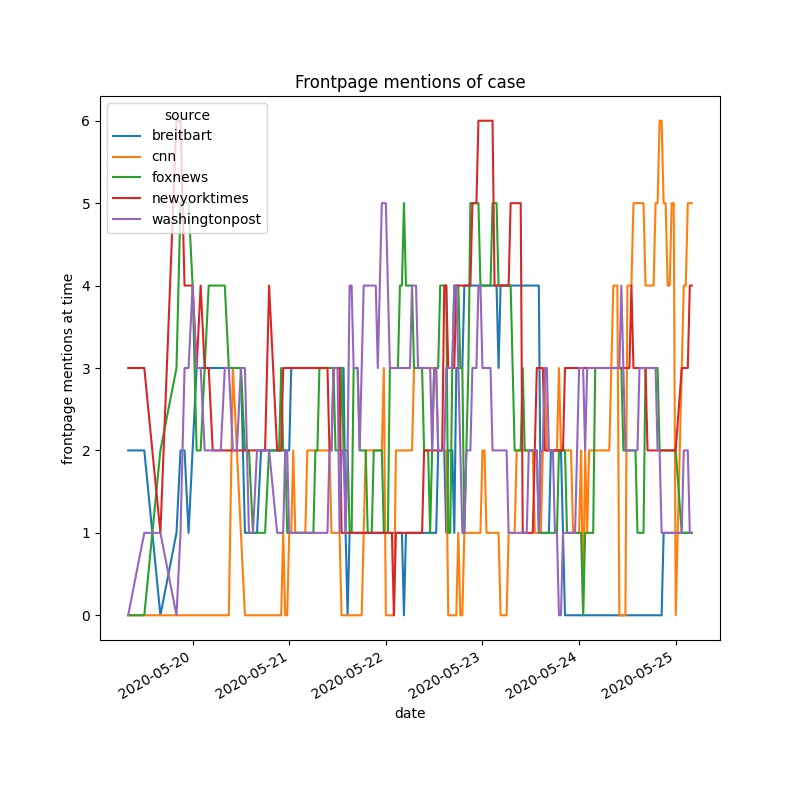 Frontpage mentions of case
source
breitbart
cnn
foxnews
newyorktimes
washingtonpost
frontpage mentions at time
6
5
4
3
2
1
0
2020-05-20
2020-05-21
2020-05-22
2020-05-23
2020-05-24
2020-05-25
date